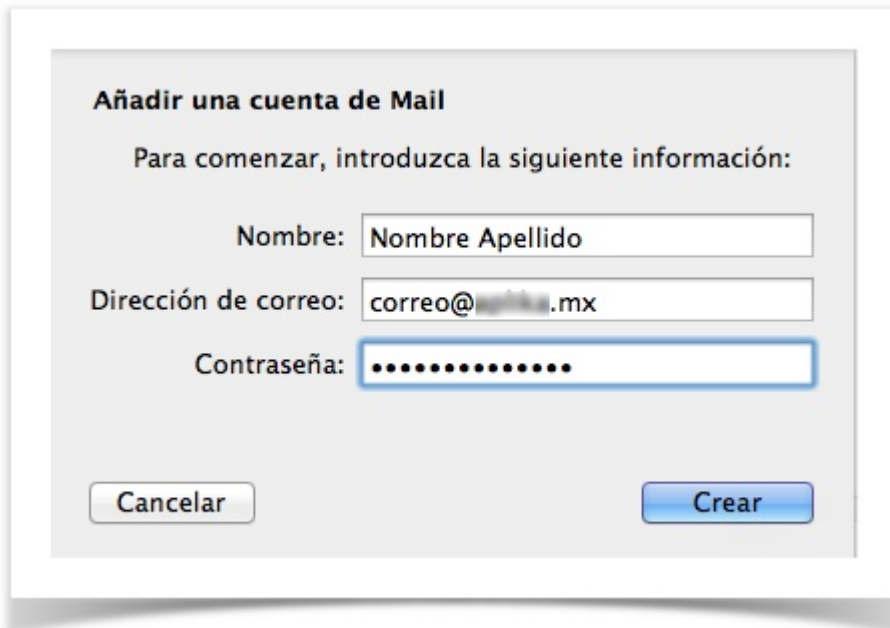 Añadir una cuenta de Mail
Para comenzar, introduzca la siguiente información:
Nombre: Nombre Apellido
Dirección de correo: correo@ .mx
Contraseña: ••••••••••••••
Cancelar Crear